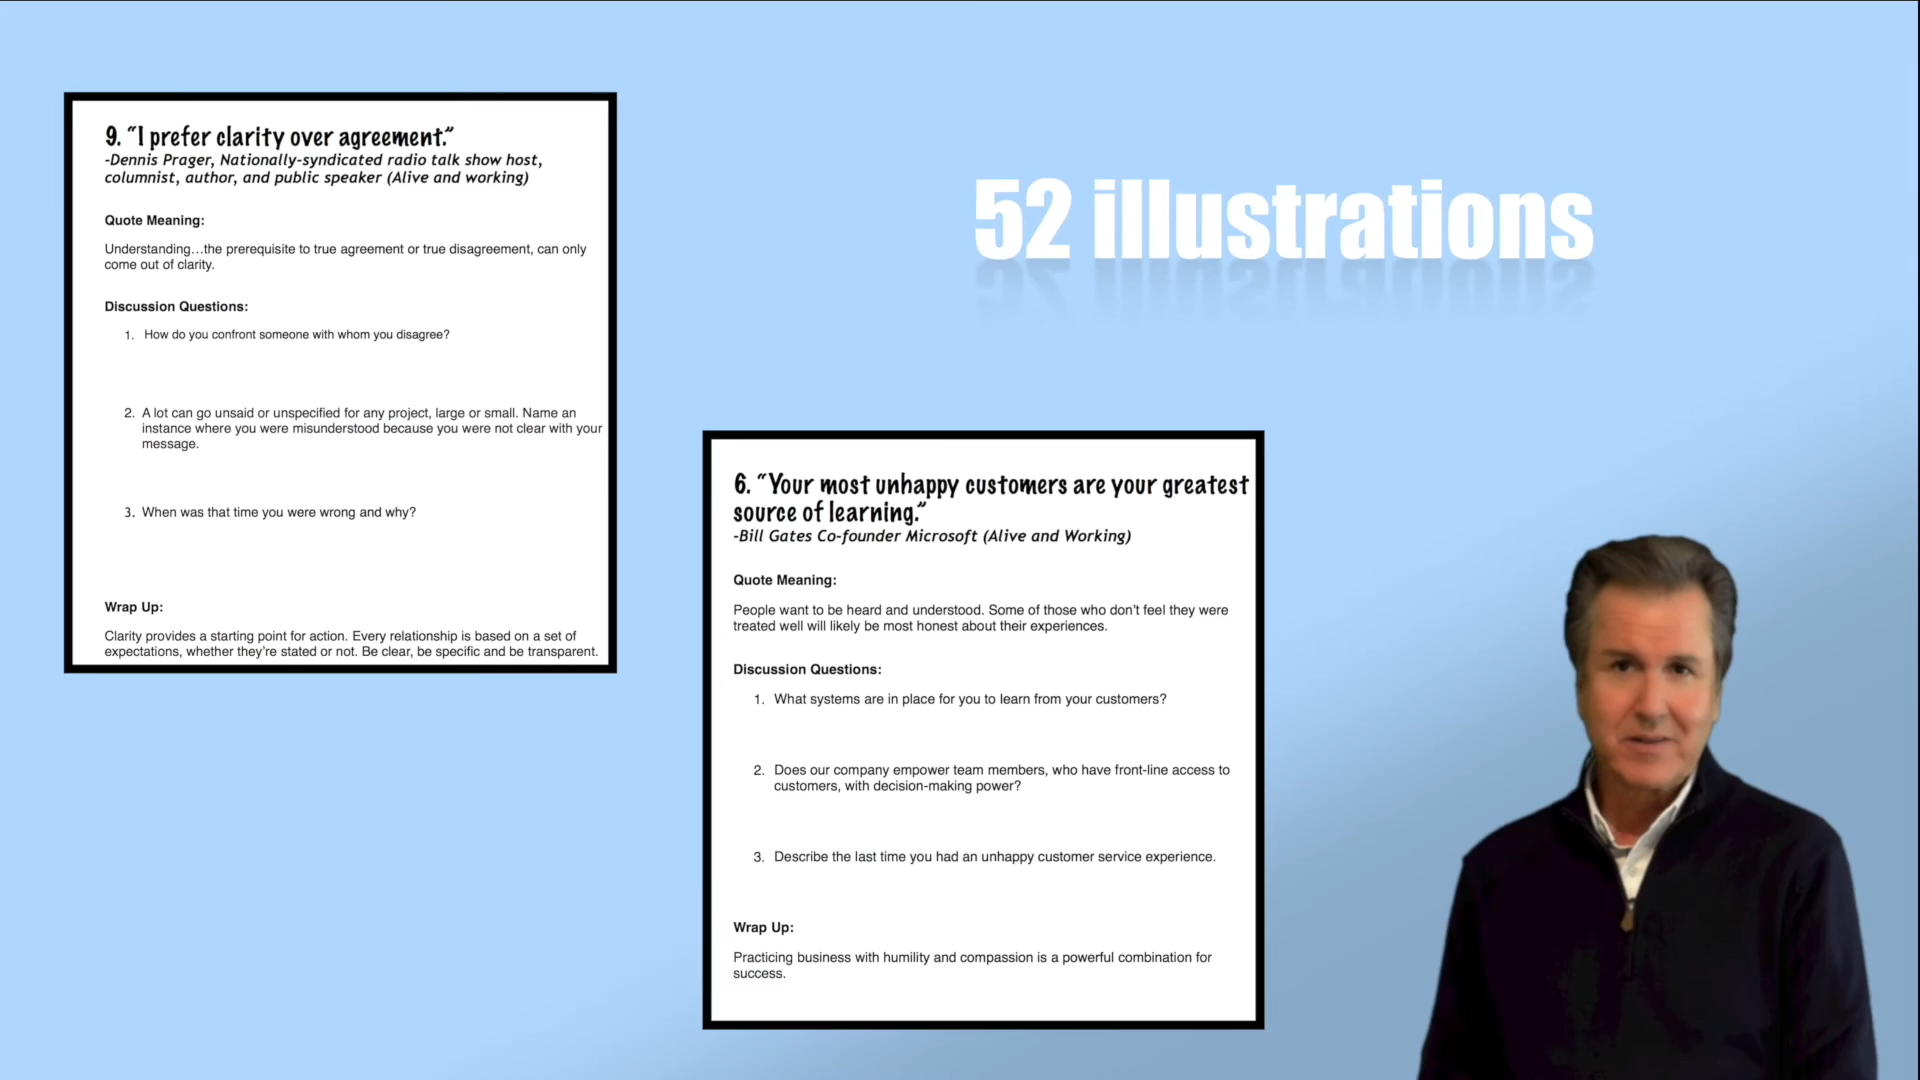 9. “I prefer clarity over agreement.”
-Dennis Prager, Nationally-syndicated radio talk show host,
columnist, author, and public speaker (Alive and working)
Quote Meaning:
Understanding…the prerequisite to true agreement or true disagreement, can only
come out of clarity.
Discussion Questions:
1. How do you confront someone with whom you disagree?
2. A lot can go unsaid or unspecified for any project, large or small. Name an
instance where you were misunderstood because you were not clear with your
message.
3. When was that time you were wrong and why?
Wrap Up:
Clarity provides a starting point for action. Every relationship is based on a set of
expectations, whether they’re stated or not. Be clear, be specific and be transparent.
52 illustrations
6. “Your most unhappy customers are your greatest
source of learning.”
-Bill Gates Co-founder Microsoft (Alive and Working)
Quote Meaning:
People want to be heard and understood. Some of those who don’t feel they were
treated well will likely be most honest about their experiences.
Discussion Questions:
1. What systems are in place for you to learn from your customers?
2. Does our company empower team members, who have front-line access to
customers, with decision-making power?
3. Describe the last time you had an unhappy customer service experience.
Wrap Up:
Practicing business with humility and compassion is a powerful combination for
success.